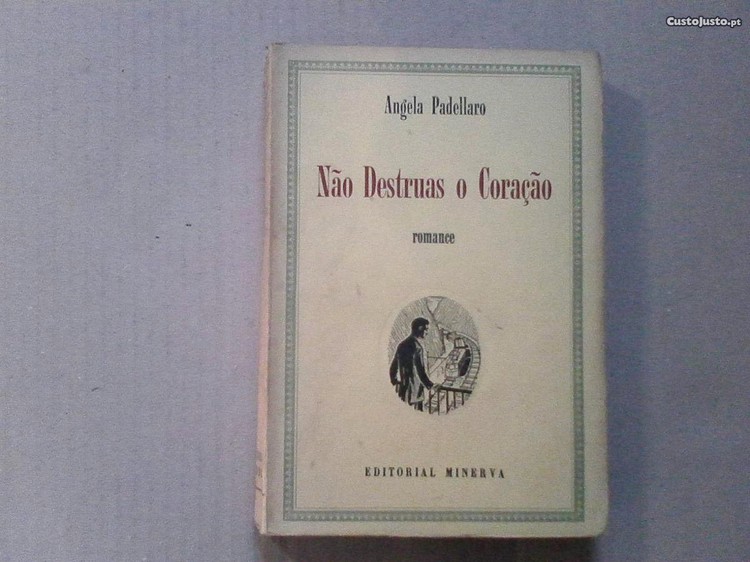 CustoJusto.pt
Angela Padellaro
Não Destruas o Coração
romance
EDITORIAL MINERVA